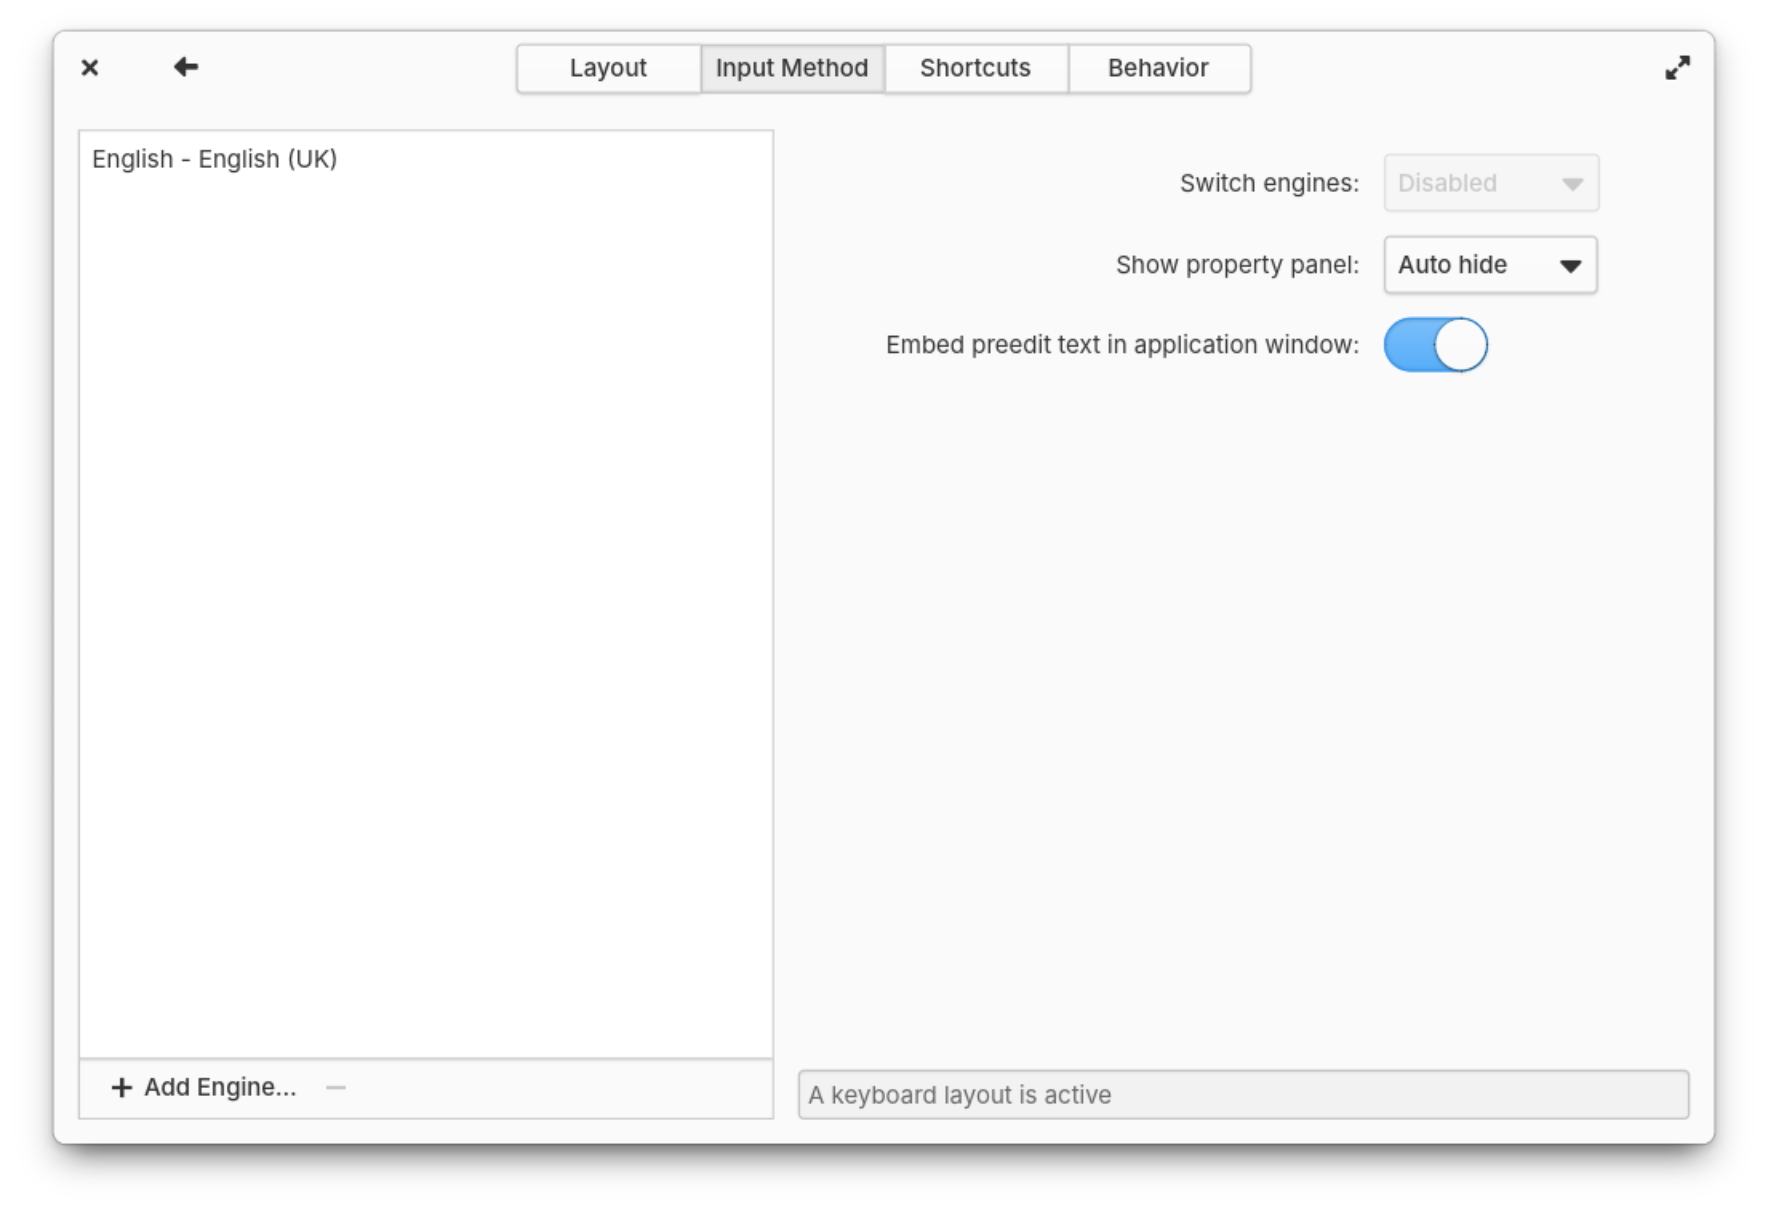 Layout
Input Method
Shortcuts
Behavior
English - English (UK)
Switch engines:
Disabled
Show property panel:
Auto hide
Embed preedit text in application window:
Add Engine...
A keyboard layout is active